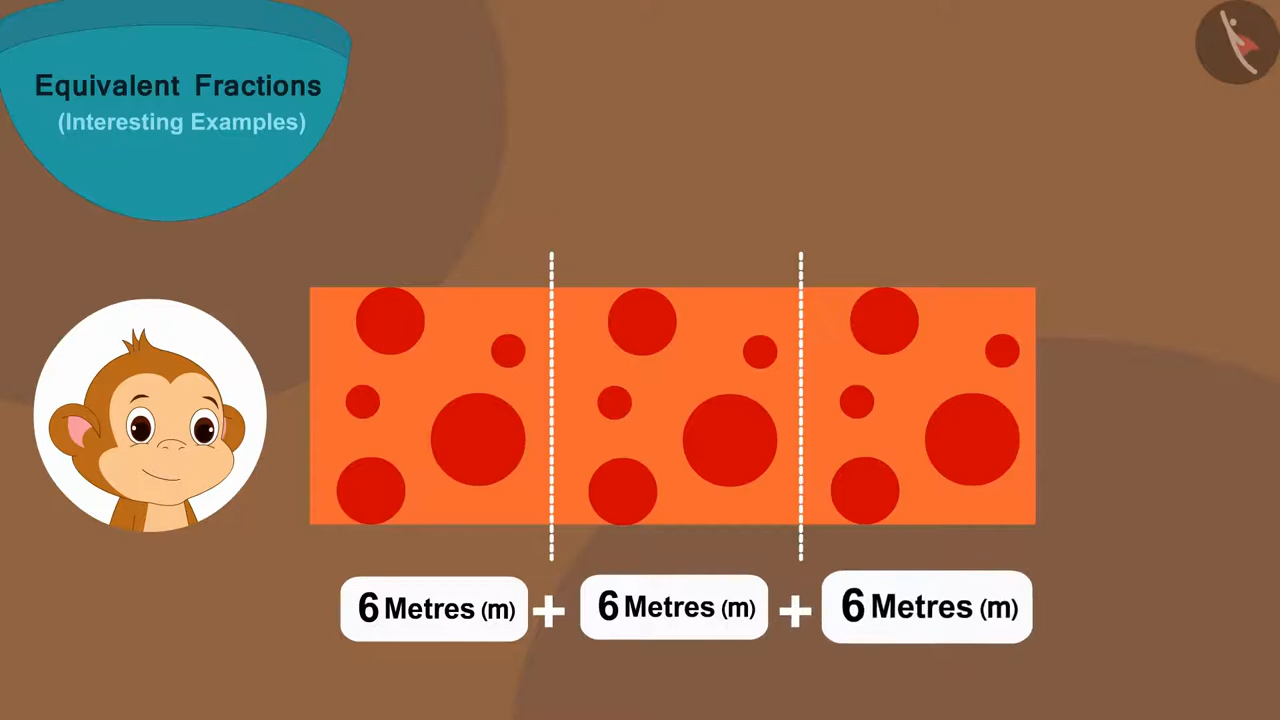 Equivalent Fractions
(Interesting Examples)
6 Metres (m) + 6 Metres (m) + 6 Metres (m)